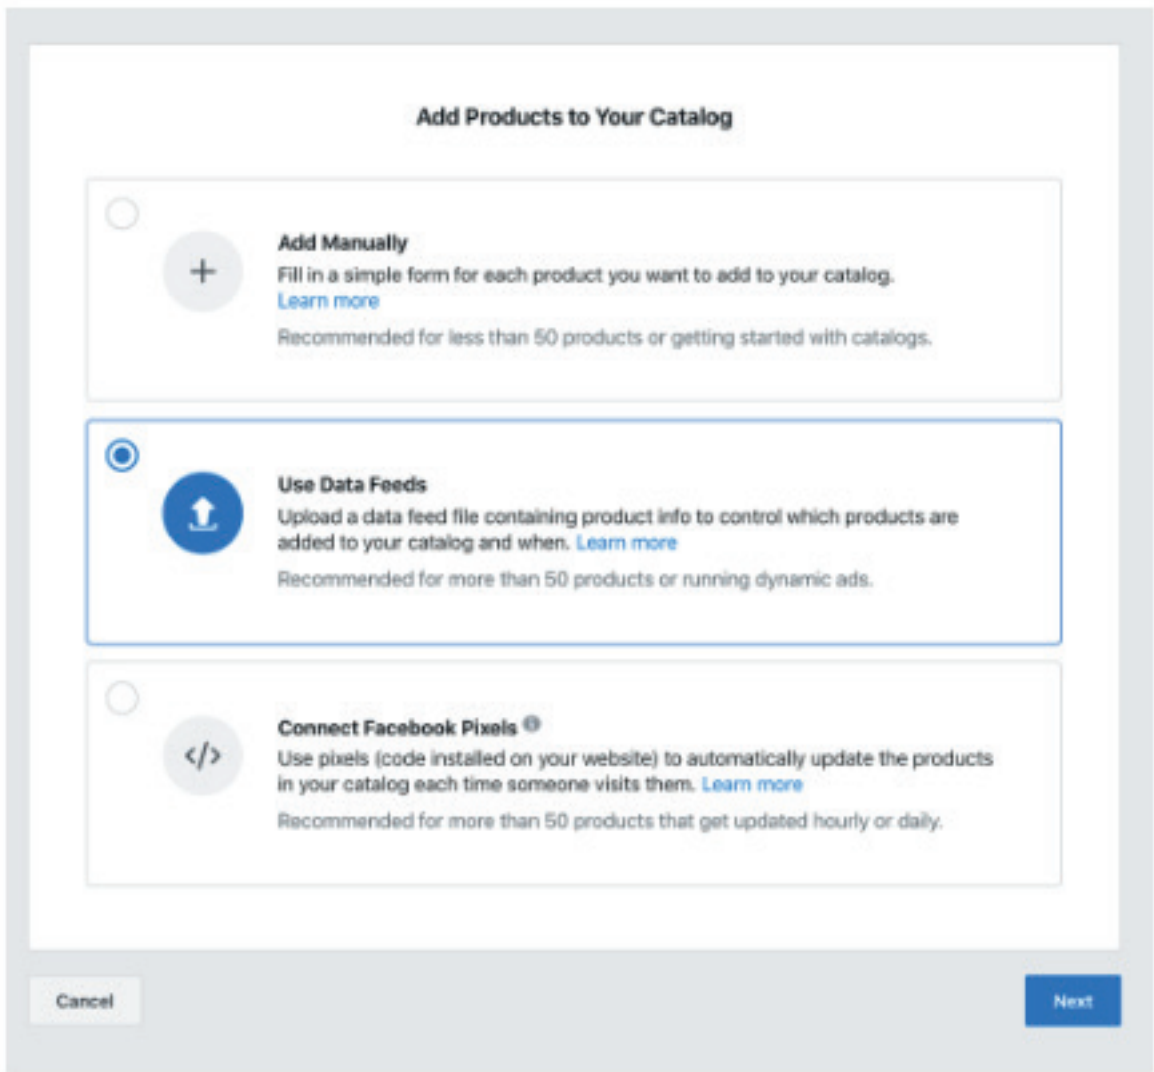 Add Products to Your Catalog
Add Manually
Fill in a simple form for each product you want to add to your catalog.
Learn more
Recommended for less than 50 products or getting started with catalogs.
Use Data Feeds
Upload a data feed file containing product info to control which products are
added to your catalog and when. Learn more
Recommended for more than 50 products or running dynamic ads.
Connect Facebook Pixels
Use pixels (code installed on your website) to automatically update the products
in your catalog each time someone visits them. Learn more
Recommended for more than 50 products that get updated hourly or daily.
Cancel
Next